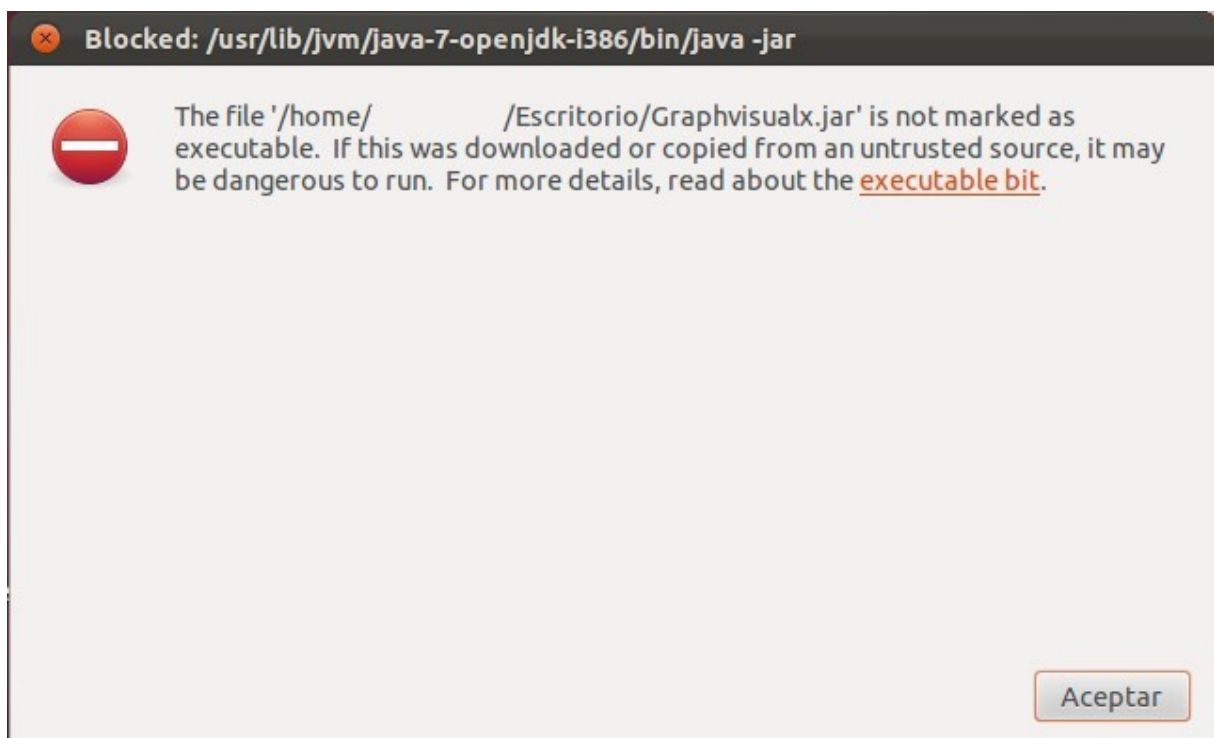 Blocked: /usr/lib/jvm/java-7-openjdk-i386/bin/java -jar
The file '/home/ /Escritorio/Graphvisualx.jar' is not marked as
executable. If this was downloaded or copied from an untrusted source, it may
be dangerous to run. For more details, read about the executable bit.
Aceptar